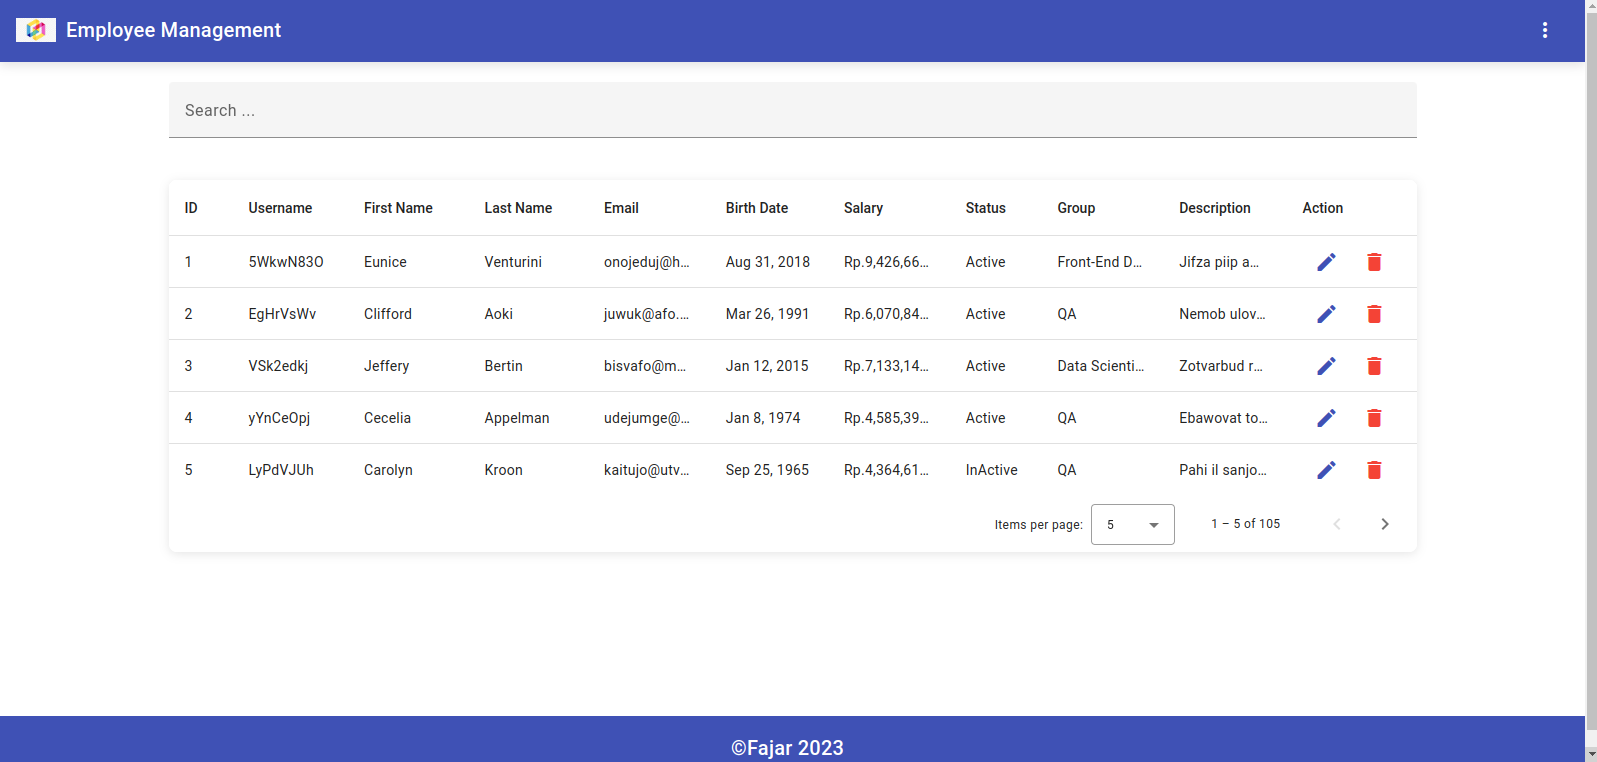 Employee Management
Search ...
ID Username First Name Last Name Email Birth Date Salary Status Group Description Action
1 5WkwN83O Eunice Venturini onojeduj@h... Aug 31, 2018 Rp.9,426,66... Active Front-End D... Jifza piip a...
2 EgHrVsWv Clifford Aoki juwuk@afo.... Mar 26, 1991 Rp.6,070,84... Active QA Nemob ulov...
3 VSk2edkj Jeffery Bertin bisvafo@m... Jan 12, 2015 Rp.7,133,14... Active Data Scienti... Zotvarbud r...
4 yYnCeOpj Cecelia Appelman udejumge@... Jan 8, 1974 Rp.4,585,39... Active QA Ebawovat to...
5 LyPdVJUh Carolyn Kroon kaitujo@utv... Sep 25, 1965 Rp.4,364,61... InActive QA Pahi il sanjo...
Items per page: 5 1 – 5 of 105
©Fajar 2023